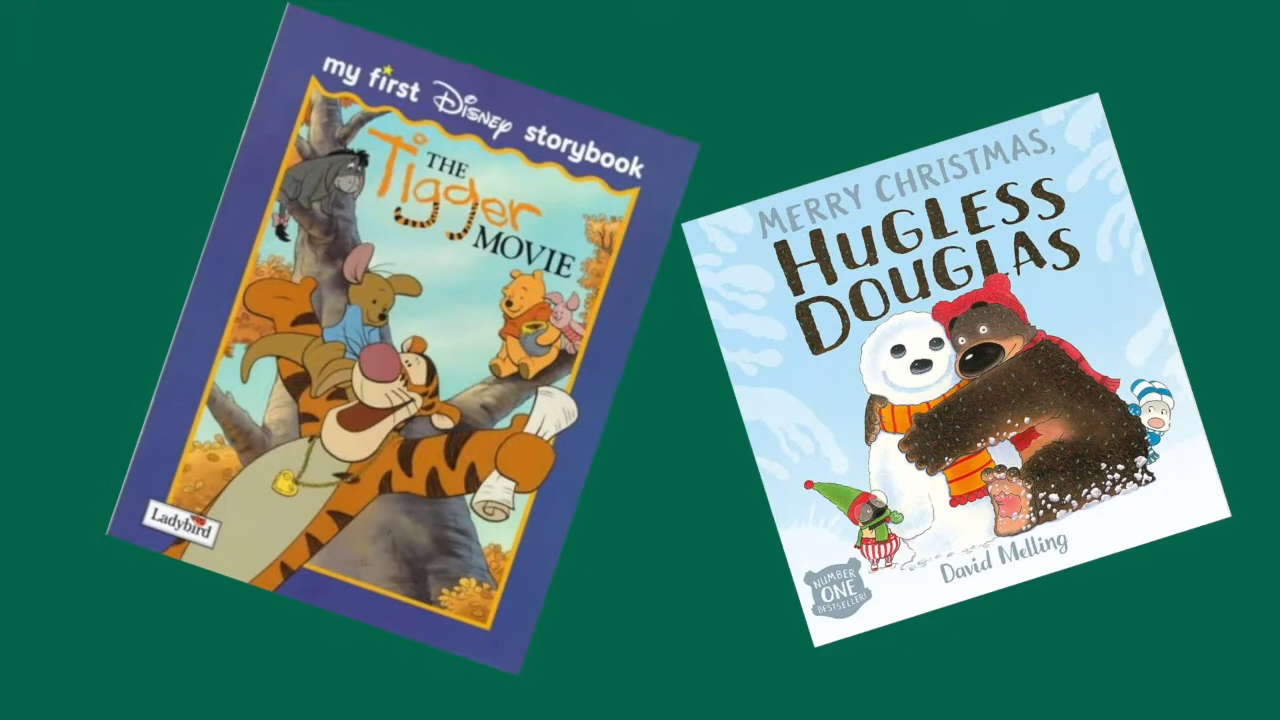 my first Disney storybook
THE
Tigger
MOVIE
Ladybird
MERRY CHRISTMAS,
HUGLESS
DOUGLAS
David Melling
NUMBER
ONE
BESTSELLER!